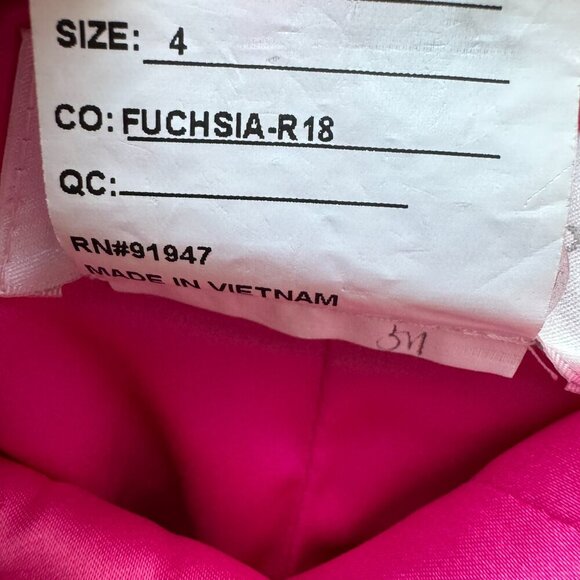 SIZE: 4
CO: FUCHSIA-R18
QC:
RN#91947
MADE IN VIETNAM